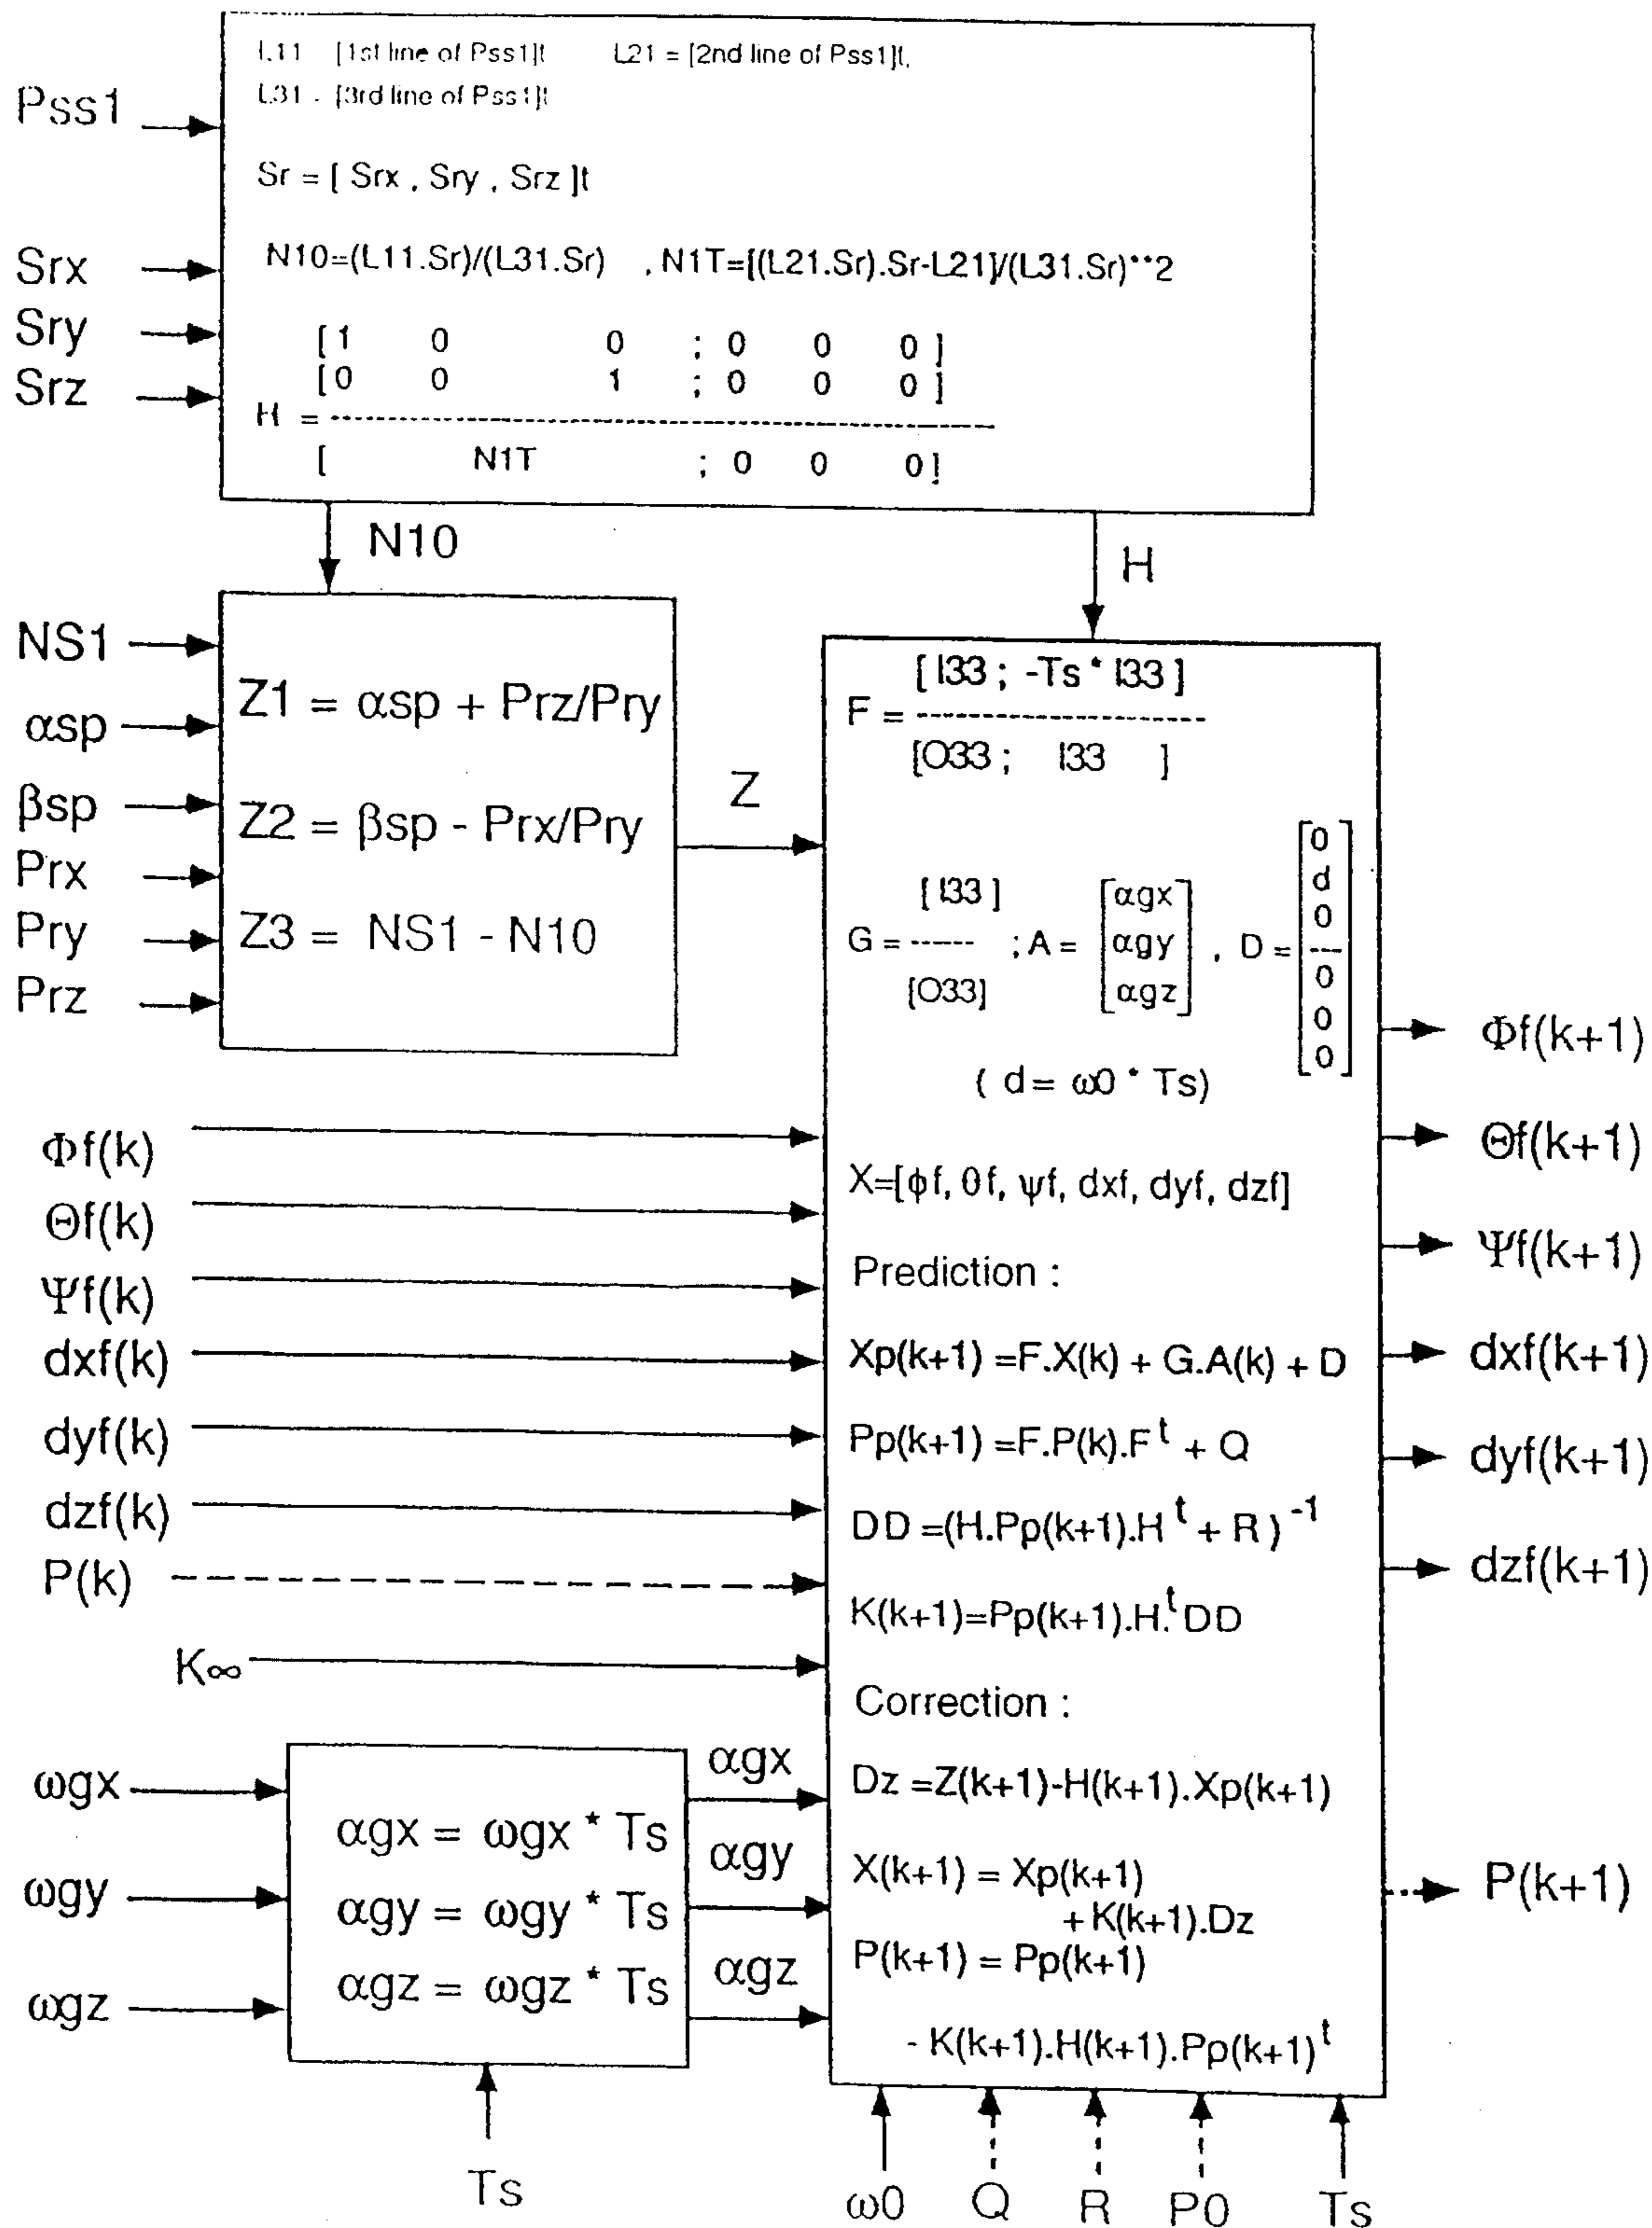 L11 [1st line of Pss1]t L21 = [2nd line of Pss1]t,
L31 - [3rd line of Pss1]t
Pss1
Sr = [ Srx , Sry , Srz ]t
Srx
N10=(L11.Sr)/(L31.Sr) , N1T=[(L21.Sr).Sr-L21]/(L31.Sr)**2
Sry
Srz
[1 0 0 ; 0 0 0 ]
[0 0 1 ; 0 0 0 ]
H = --------------------
[ N1T ; 0 0 0]
N10
H
NS1
αsp
βsp
Prx
Pry
Prz
Z1 = αsp + Prz/Pry
Z2 = βsp - Prx/Pry
Z3 = NS1 - N10
Z
[ I33 ; -Ts * I33 ]
F = --------------------
[O33 ; I33 ]
[ I33 ]
G = ------
[O33]
; A = [αgx
αgy
αgz]
, D = [0
d
0
---
0
0
0]
( d = ω0 * Ts)
X=[φf, θf, ψf, dxf, dyf, dzf]
Prediction :
Xp(k+1) =F.X(k) + G.A(k) + D
Pp(k+1) =F.P(k).F t + Q
DD =(H.Pp(k+1).H t + R ) -1
K(k+1)=Pp(k+1).H.t DD
Correction :
Dz =Z(k+1)-H(k+1).Xp(k+1)
X(k+1) = Xp(k+1)
+ K(k+1).Dz
P(k+1) = Pp(k+1)
- K(k+1).H(k+1).Pp(k+1) t
Φf(k)
Θf(k)
Ψf(k)
dxf(k)
dyf(k)
dzf(k)
P(k)
K∞
ωgx
ωgy
ωgz
αgx = ωgx * Ts
αgy = ωgy * Ts
αgz = ωgz * Ts
αgx
αgy
αgz
Ts
ω0 Q R P0 Ts
Φf(k+1)
Θf(k+1)
Ψf(k+1)
dxf(k+1)
dyf(k+1)
dzf(k+1)
P(k+1)